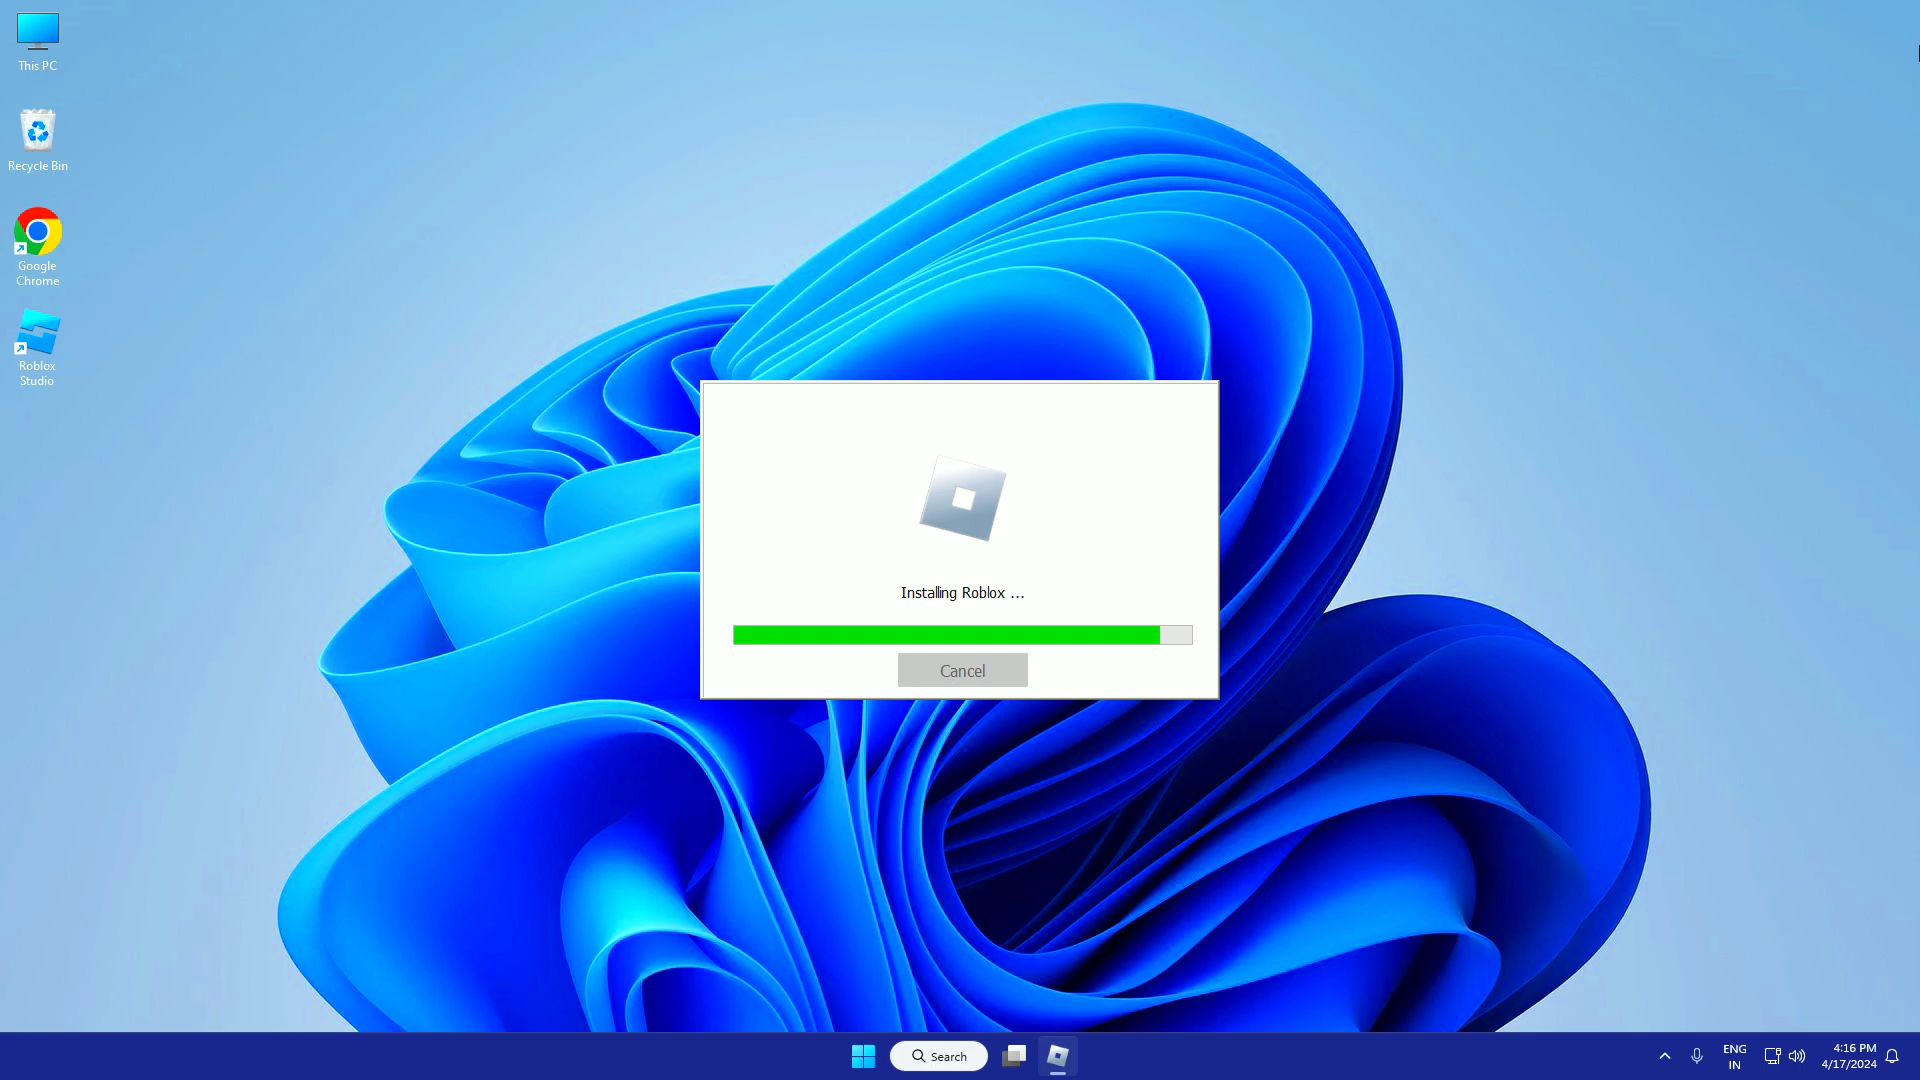 This PC
Recycle Bin
Google
Chrome
Roblox
Studio
Installing Roblox ...
Cancel
Search
ENG
IN
4:16 PM
4/17/2024